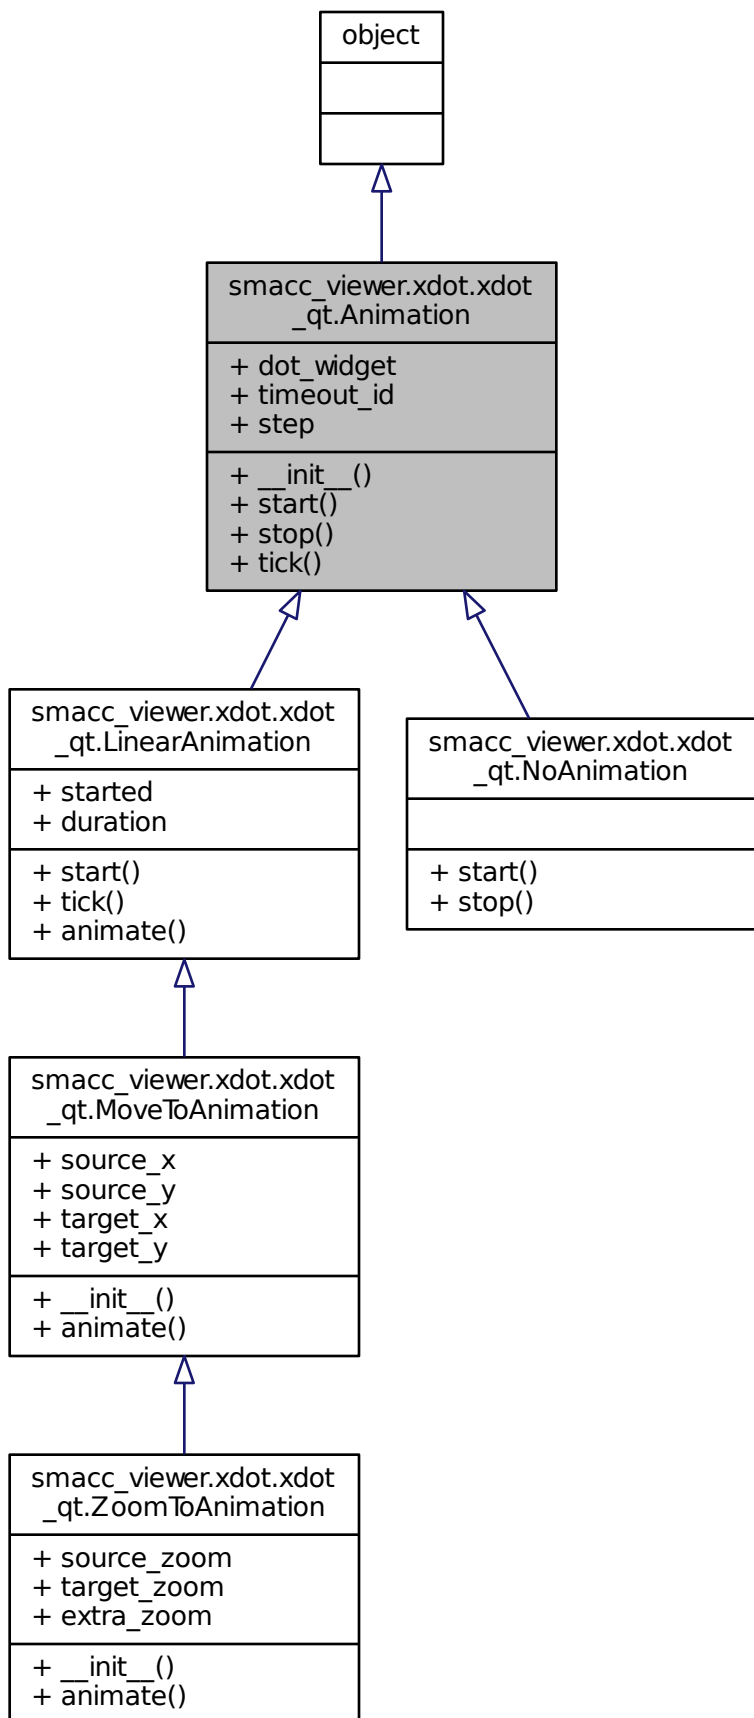 object
smacc_viewer.xdot.xdot
_qt.Animation
+ dot_widget
+ timeout_id
+ step
+ __init__()
+ start()
+ stop()
+ tick()
smacc_viewer.xdot.xdot
_qt.LinearAnimation
+ started
+ duration
+ start()
+ tick()
+ animate()
smacc_viewer.xdot.xdot
_qt.NoAnimation
+ start()
+ stop()
smacc_viewer.xdot.xdot
_qt.MoveToAnimation
+ source_x
+ source_y
+ target_x
+ target_y
+ __init__()
+ animate()
smacc_viewer.xdot.xdot
_qt.ZoomToAnimation
+ source_zoom
+ target_zoom
+ extra_zoom
+ __init__()
+ animate()